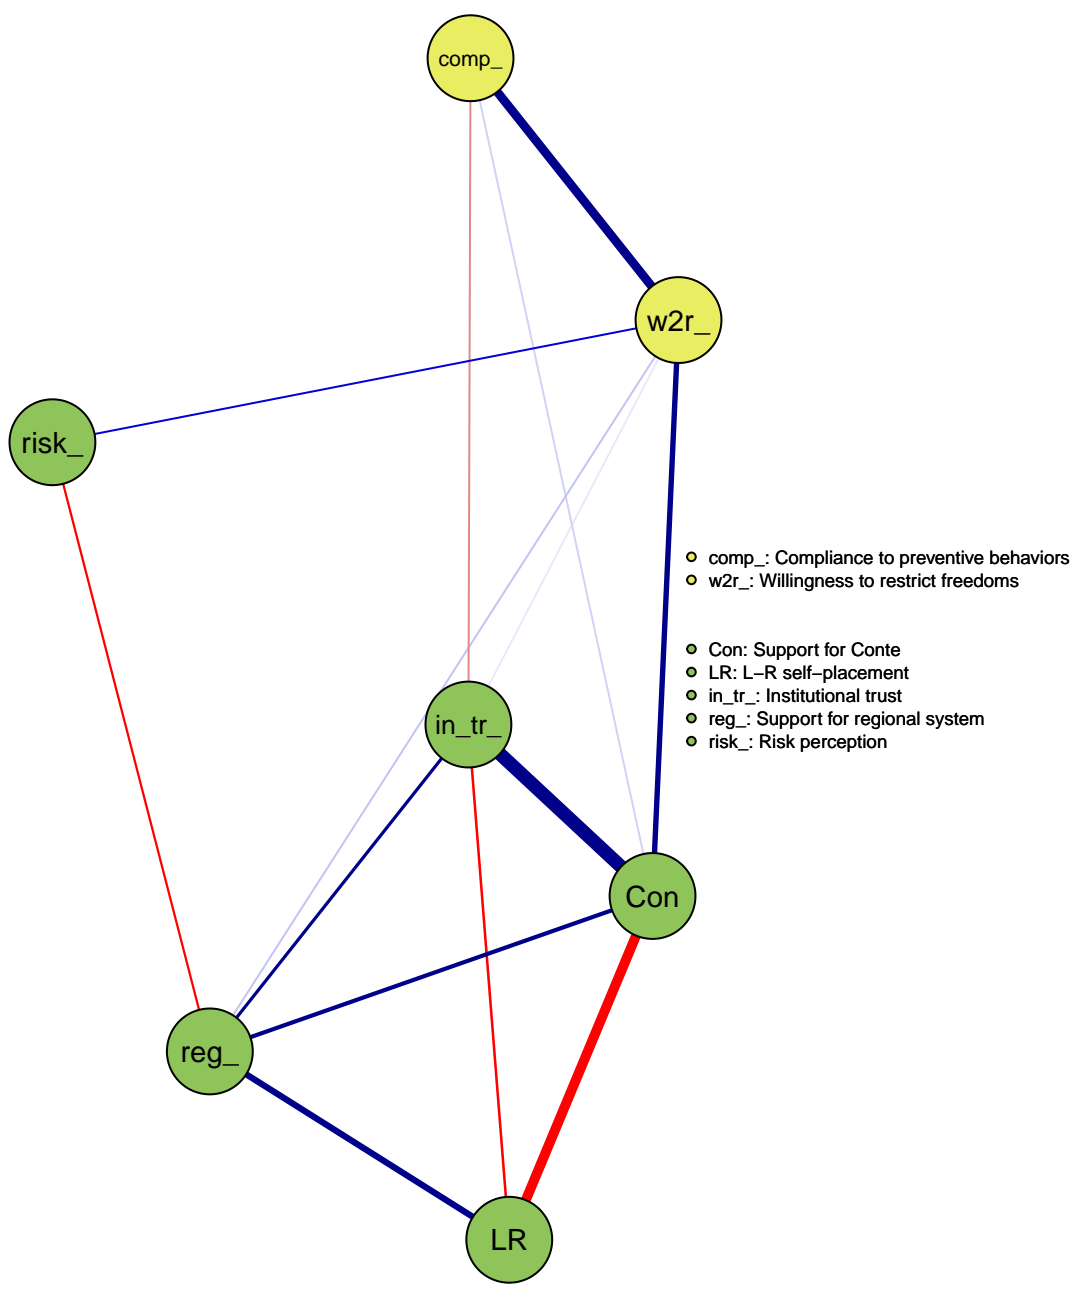 comp_
w2r_
risk_
comp_: Compliance to preventive behaviors
w2r_: Willingness to restrict freedoms
Con: Support for Conte
LR: L−R self−placement
in_tr_: Institutional trust
reg_: Support for regional system
risk_: Risk perception
in_tr_
Con
reg_
LR